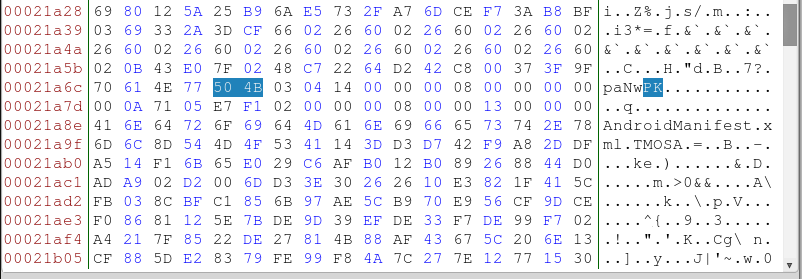 00021a28 69 80 12 5A 25 B9 6A E5 73 2F A7 6D CE F7 3A B8 BF i..Z%.j.s/.m..:..
00021a39 03 69 33 2A 3D CF 66 02 26 60 02 26 60 02 26 60 02 .i3*=.f.&`.&`.&`.
00021a4a 26 60 02 26 60 02 26 60 02 26 60 02 26 60 02 26 60 &`.&`.&`.&`.&`.&`
00021a5b 02 0B 43 E0 7F 02 48 C7 22 64 D2 42 C8 00 37 3F 9F ..C...H."d.B..7?.
00021a6c 70 61 4E 77 50 4B 03 04 14 00 00 00 08 00 00 00 00 paNwPK...........
00021a7d 00 0A 71 05 E7 F1 02 00 00 00 08 00 13 00 00 00 ..q..............
00021a8e 41 6E 64 72 6F 69 64 4D 61 6E 69 66 65 73 74 2E 78 AndroidManifest.x
00021a9f 6D 6C 8D 54 4D 4F 53 41 14 3D D3 D7 42 F9 A8 2D DF ml.TMOSA.=..B..-.
00021ab0 A5 14 F1 6B 65 E0 29 C6 AF B0 12 B0 89 26 88 44 D0 ...ke.)......&.D.
00021ac1 AD A9 02 D2 00 6D D3 3E 30 26 26 10 E3 82 1F 41 5C .....m.>0&&....A\
00021ad2 FB 03 8C BF C1 85 6B 97 AE 5C B9 70 E9 56 CF 9D CE ......k..\.p.V...
00021ae3 F0 86 81 12 5E 7B DE 9D 39 EF DE 33 F7 DE 99 F7 02 ....^{..9..3.....
00021af4 A4 21 7F 85 22 DE 27 81 4B 88 AF 43 67 5C 20 6E 13 .!..".'.K..Cg\ n.
00021b05 CF 88 5D E2 83 79 FE 99 F8 4A 7C 27 7E 12 77 15 30 ..]..y...J|'~.w.0